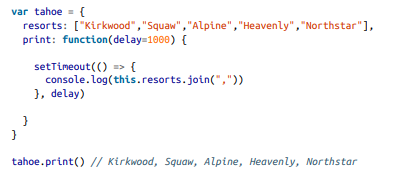 var tahoe = {
  resorts: ["Kirkwood","Squaw","Alpine","Heavenly","Northstar"],
  print: function(delay=1000) {

    setTimeout(() => {
      console.log(this.resorts.join(","))
    }, delay)

  }
}

tahoe.print() // Kirkwood, Squaw, Alpine, Heavenly, Northstar